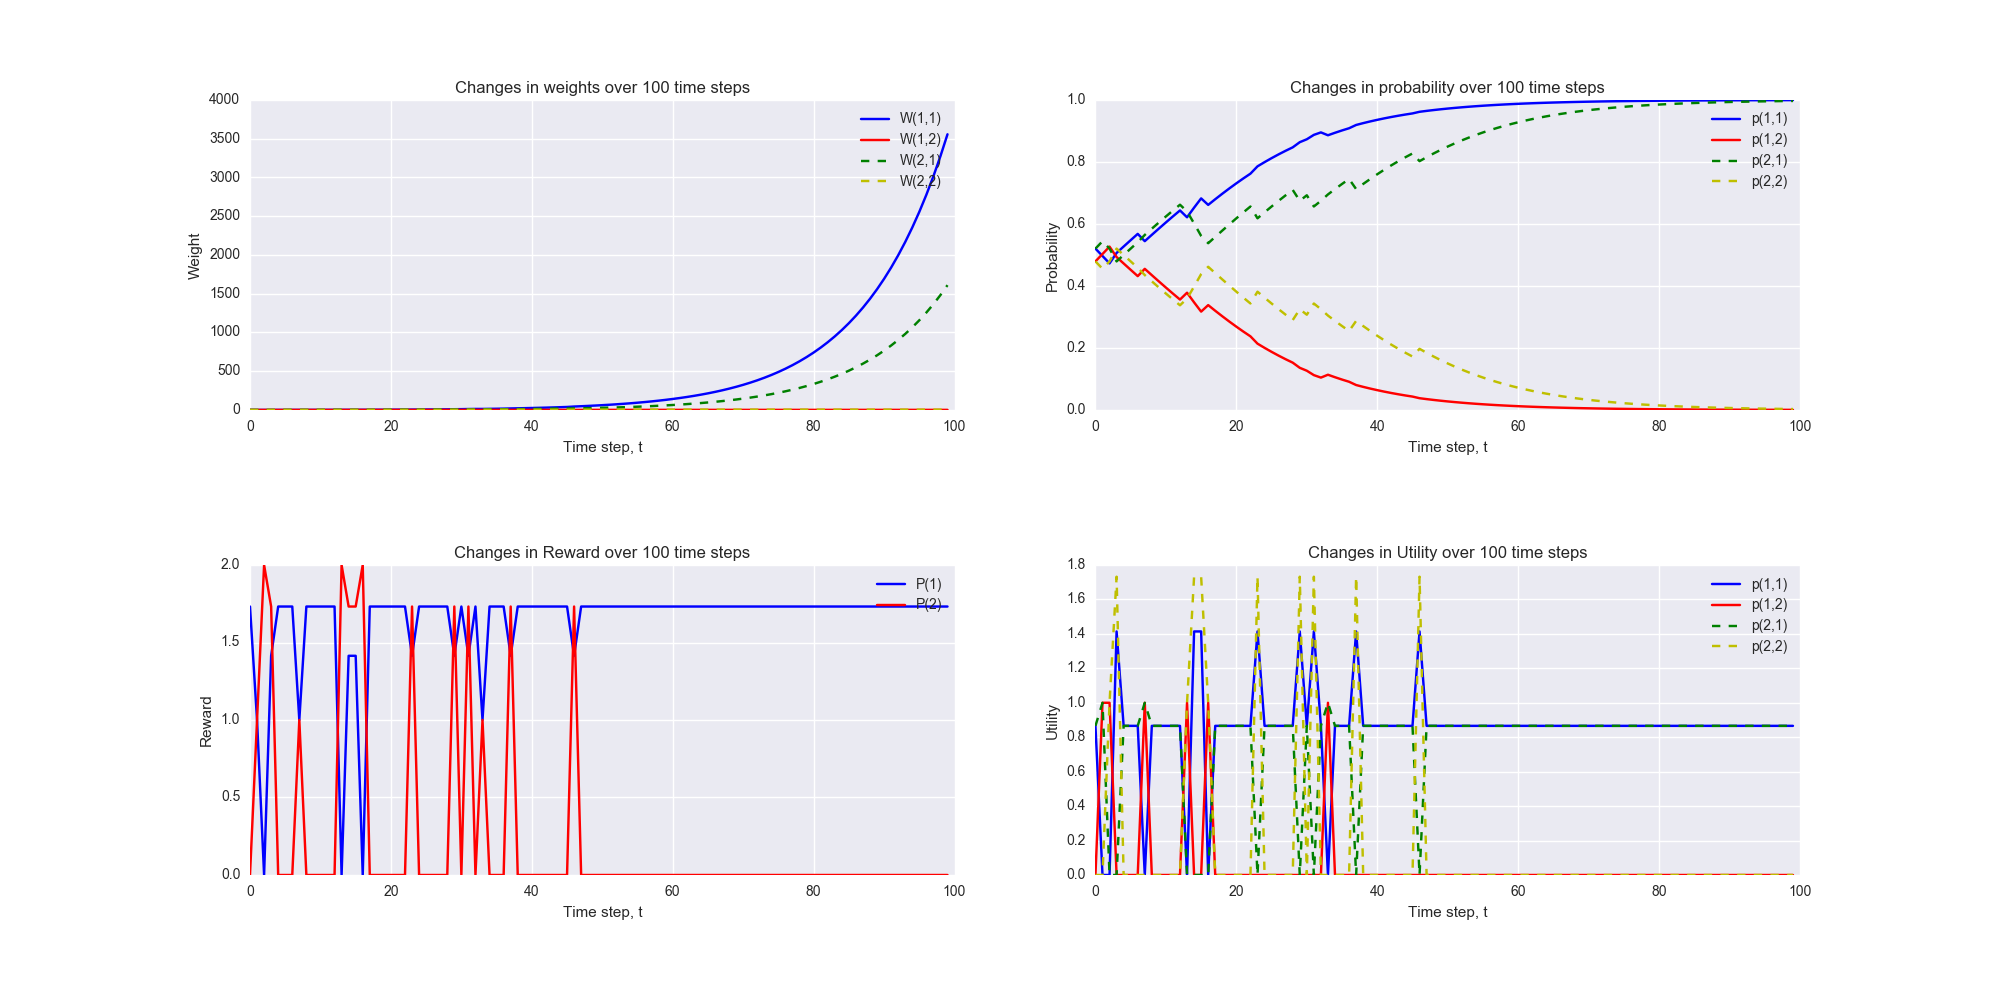 Changes in weights over 100 time steps
4000
3500
3000
2500
2000
1500
1000
500
0
Weight
W(1,1)
W(1,2)
W(2,1)
W(2,2)
0 20 40 60 80 100
Time step, t
Changes in probability over 100 time steps
1.0
0.8
0.6
0.4
0.2
0.0
Probability
p(1,1)
p(1,2)
p(2,1)
p(2,2)
0 20 40 60 80 100
Time step, t
Changes in Reward over 100 time steps
2.0
1.5
1.0
0.5
0.0
Reward
P(1)
P(2)
0 20 40 60 80 100
Time step, t
Changes in Utility over 100 time steps
1.8
1.6
1.4
1.2
1.0
0.8
0.6
0.4
0.2
0.0
Utility
p(1,1)
p(1,2)
p(2,1)
p(2,2)
0 20 40 60 80 100
Time step, t